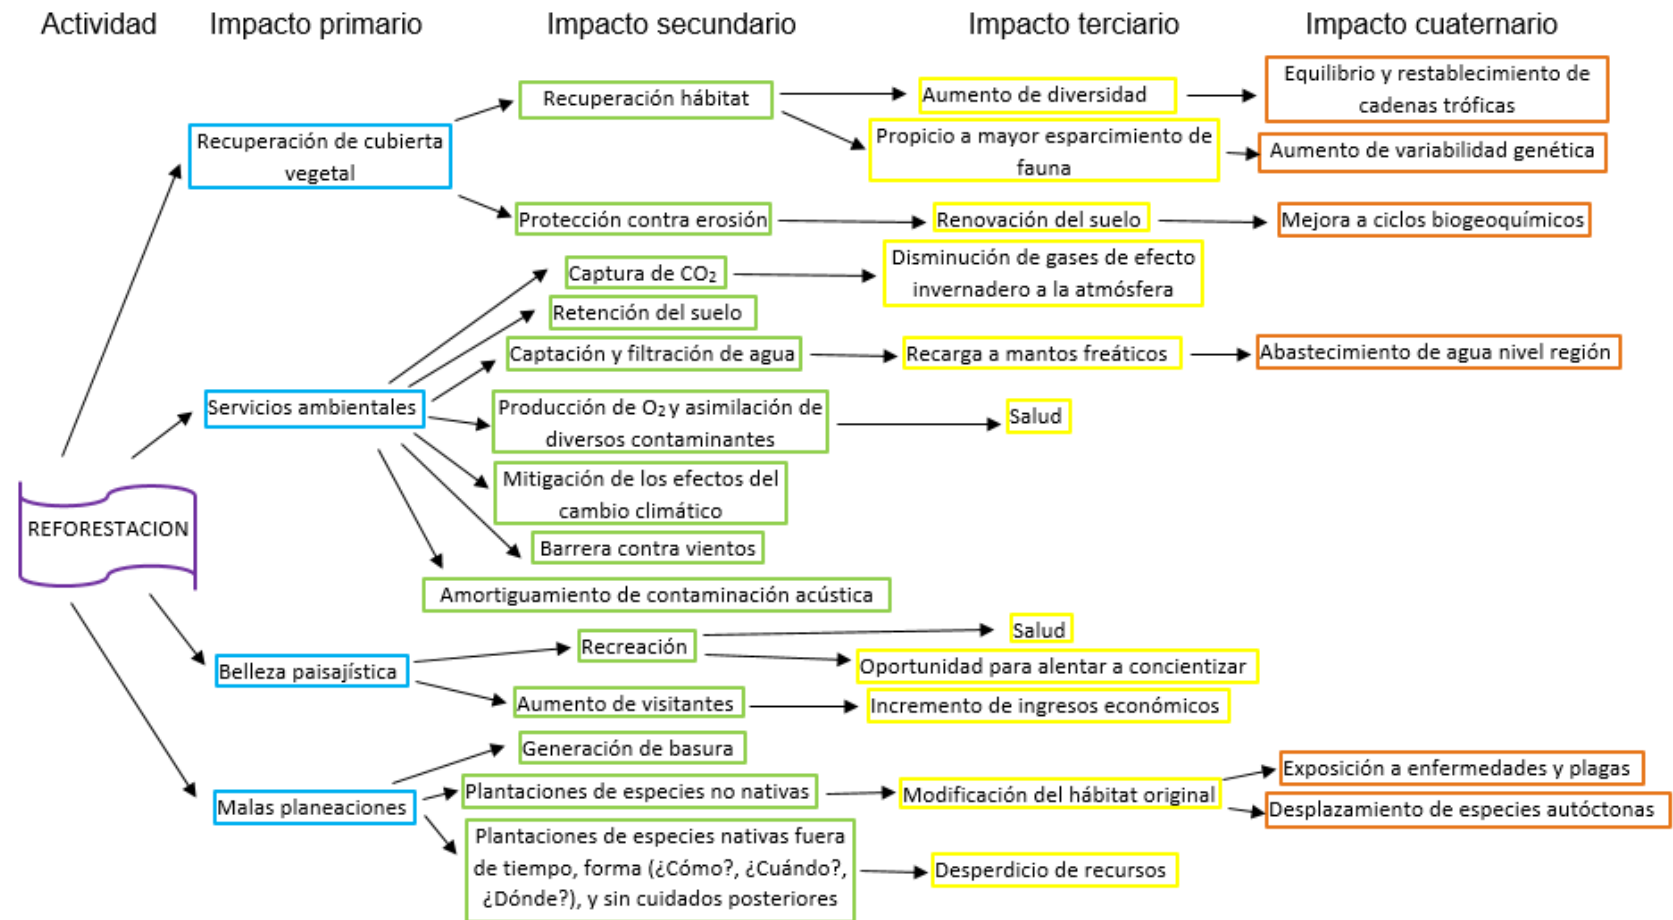 Actividad
Impacto primario
Impacto secundario
Impacto terciario
Impacto cuaternario
REFORESTACION
Recuperación de cubierta
vegetal
Recuperación hábitat
Aumento de diversidad
Equilibrio y restablecimiento de
cadenas tróficas
Propicio a mayor esparcimiento de
fauna
Aumento de variabilidad genética
Protección contra erosión
Renovación del suelo
Mejora a ciclos biogeoquímicos
Servicios ambientales
Captura de CO₂
Disminución de gases de efecto
invernadero a la atmósfera
Retención del suelo
Captación y filtración de agua
Recarga a mantos freáticos
Abastecimiento de agua nivel región
Producción de O₂ y asimilación de
diversos contaminantes
Salud
Mitigación de los efectos del
cambio climático
Barrera contra vientos
Amortiguamiento de contaminación acústica
Belleza paisajística
Recreación
Salud
Oportunidad para alentar a concientizar
Aumento de visitantes
Incremento de ingresos económicos
Malas planeaciones
Generación de basura
Plantaciones de especies no nativas
Modificación del hábitat original
Exposición a enfermedades y plagas
Desplazamiento de especies autóctonas
Plantaciones de especies nativas fuera
de tiempo, forma (¿Cómo?, ¿Cuándo?,
¿Dónde?), y sin cuidados posteriores
Desperdicio de recursos